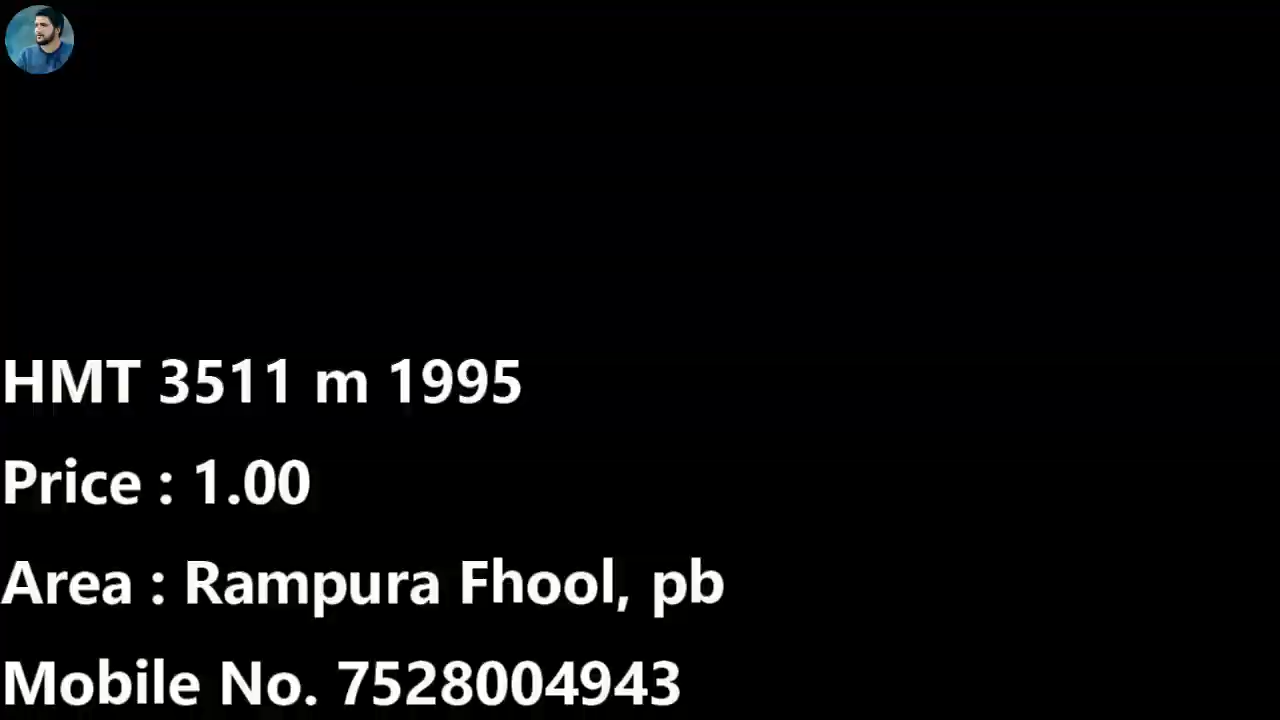 HMT 3511 m 1995
Price : 1.00
Area : Rampura Fhool, pb
Mobile No. 7528004943